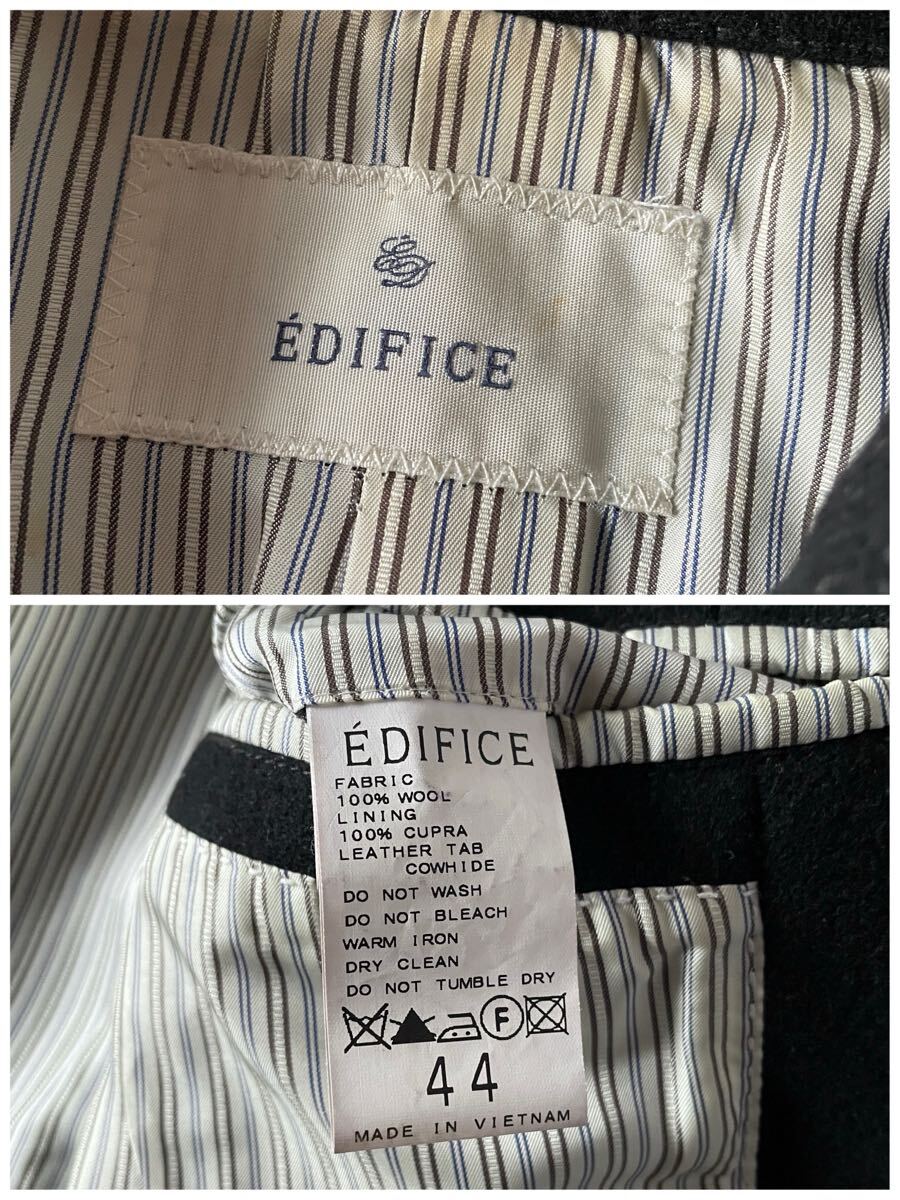 ÉDIFICE
ÉDIFICE
FABRIC
100% WOOL
LINING
100% CUPRA
LEATHER TAB
COWHIDE
DO NOT WASH
DO NOT BLEACH
WARM IRON
DRY CLEAN
DO NOT TUMBLE DRY
F
44
MADE IN VIETNAM